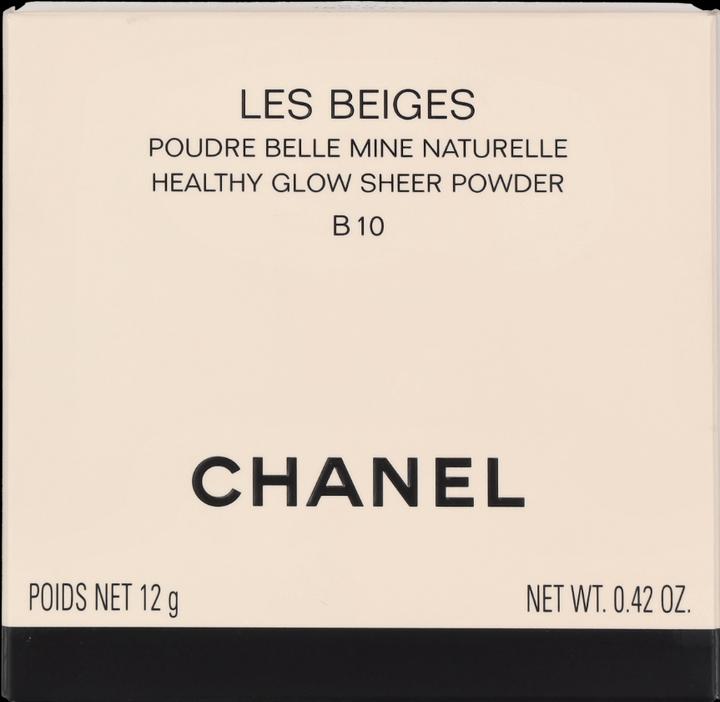 LES BEIGES
POUDRE BELLE MINE NATURELLE
HEALTHY GLOW SHEER POWDER
B10
CHANEL
POIDS NET 12 g
NET WT. 0.42 OZ.